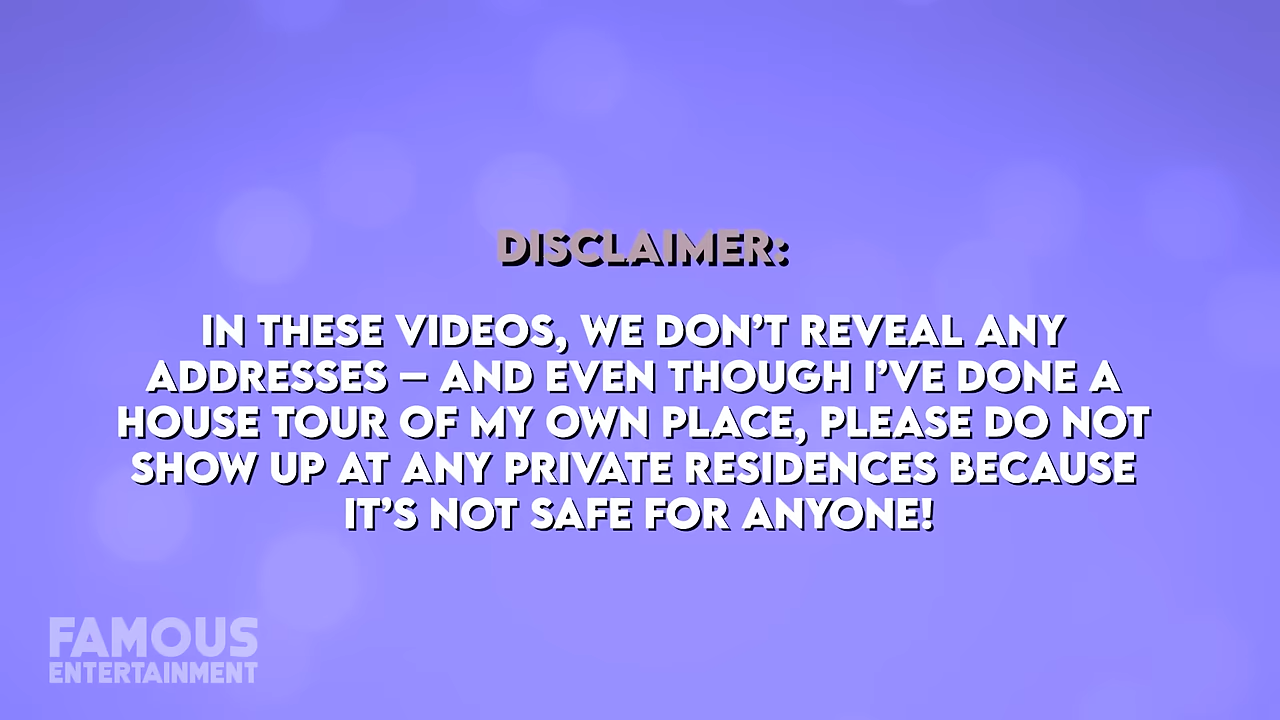 DISCLAIMER:
IN THESE VIDEOS, WE DON'T REVEAL ANY
ADDRESSES – AND EVEN THOUGH I'VE DONE A
HOUSE TOUR OF MY OWN PLACE, PLEASE DO NOT
SHOW UP AT ANY PRIVATE RESIDENCES BECAUSE
IT'S NOT SAFE FOR ANYONE!
FAMOUS
ENTERTAINMENT